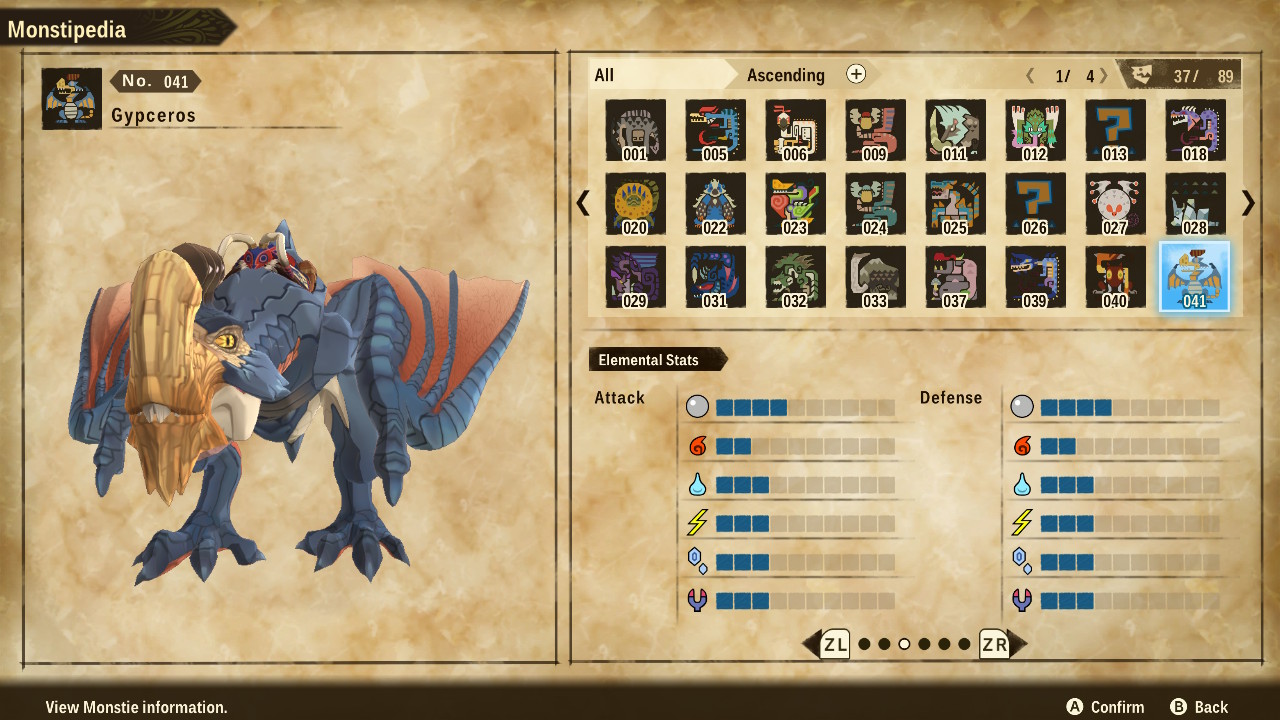 Monstipedia
No. 041
Gypceros
All
Ascending
1/ 4
37/ 89
001 005 006 009 011 012 013 018
020 022 023 024 025 026 027 028
029 031 032 033 037 039 040 041
Elemental Stats
Attack
Defense
ZL
ZR
View Monstie information.
A Confirm
B Back